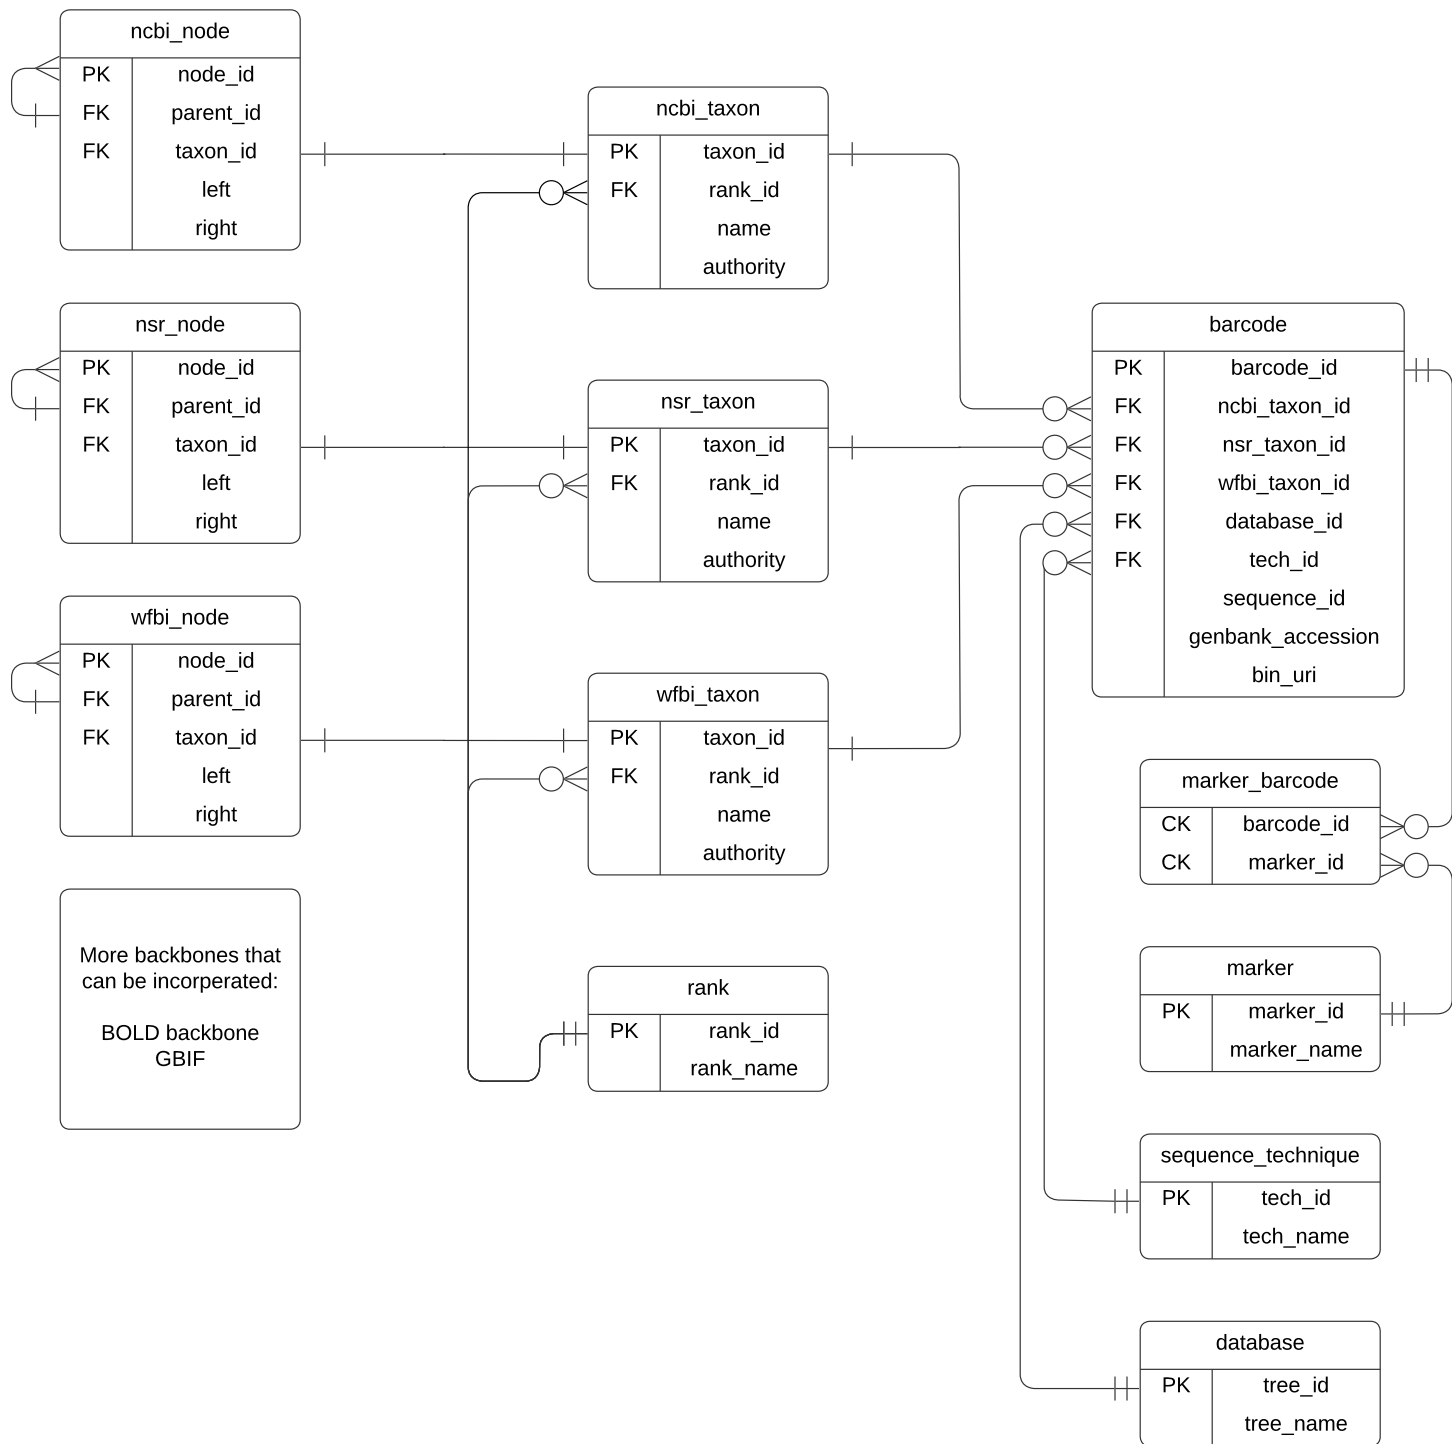 ncbi_node
PK node_id
FK parent_id
FK taxon_id
left
right
nsr_node
PK node_id
FK parent_id
FK taxon_id
left
right
wfbi_node
PK node_id
FK parent_id
FK taxon_id
left
right
More backbones that
can be incorperated:
BOLD backbone
GBIF
ncbi_taxon
PK taxon_id
FK rank_id
name
authority
nsr_taxon
PK taxon_id
FK rank_id
name
authority
wfbi_taxon
PK taxon_id
FK rank_id
name
authority
rank
PK rank_id
rank_name
barcode
PK barcode_id
FK ncbi_taxon_id
FK nsr_taxon_id
FK wfbi_taxon_id
FK database_id
FK tech_id
sequence_id
genbank_accession
bin_uri
marker_barcode
CK barcode_id
CK marker_id
marker
PK marker_id
marker_name
sequence_technique
PK tech_id
tech_name
database
PK tree_id
tree_name